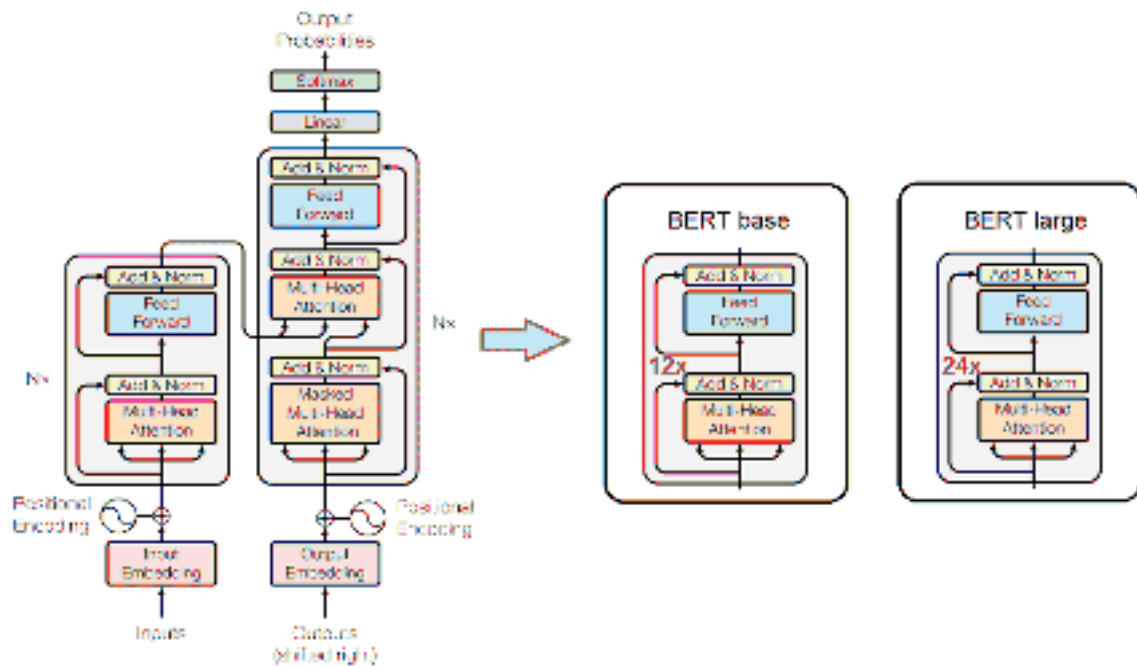 Output
Probabilities
Softmax
Linear
Add & Norm
Feed
Forward
Add & Norm
Multi-Head
Attention
Add & Norm
Masked
Multi-Head
Attention
Nx
Add & Norm
Feed
Forward
Nx
Add & Norm
Multi-Head
Attention
Positional
Encoding
Positional
Encoding
Input
Embedding
Output
Embedding
Inputs
Outputs
(shifted right)
BERT base
Add & Norm
Feed
Forward
12x
Add & Norm
Multi-Head
Attention
BERT large
Add & Norm
Feed
Forward
24x
Add & Norm
Multi-Head
Attention